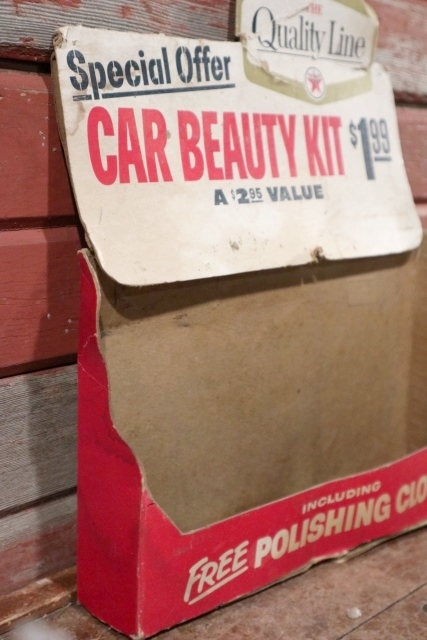 Quality Line
Special Offer
CAR BEAUTY KIT $1.99
A $2.95 VALUE
INCLUDING
FREE POLISHING CLO